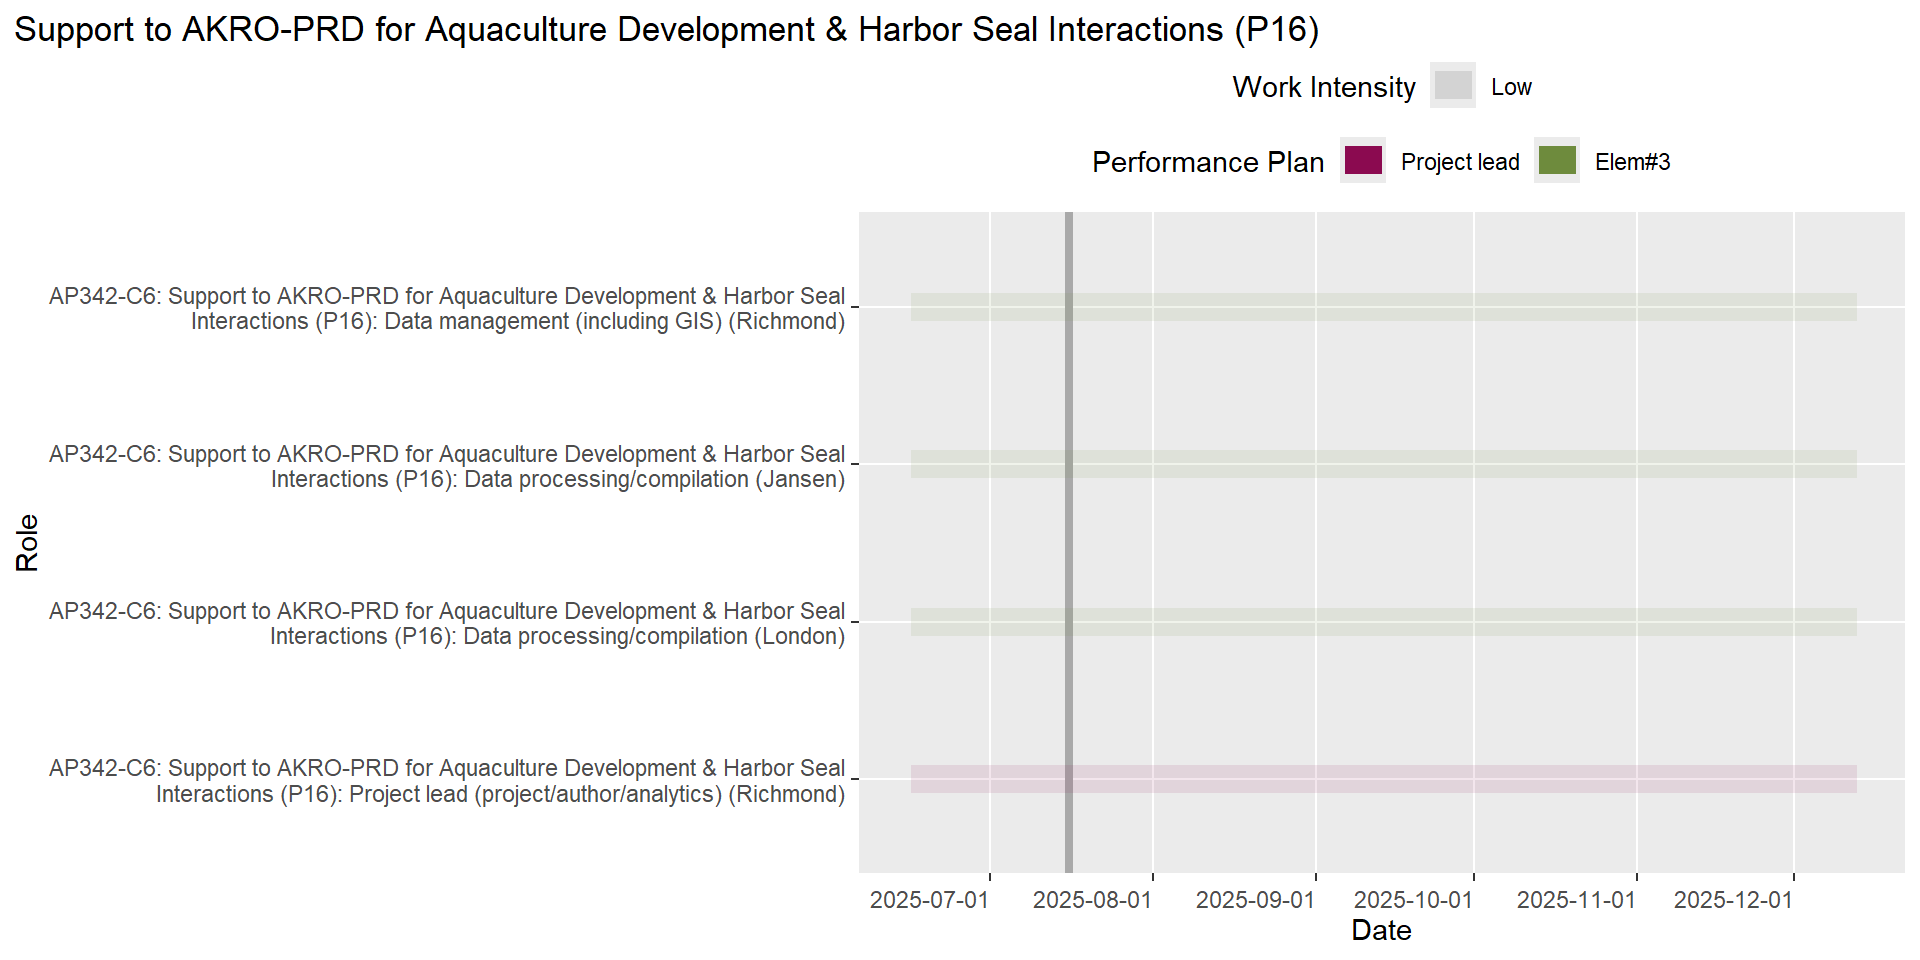 Support to AKRO-PRD for Aquaculture Development & Harbor Seal Interactions (P16)
Work Intensity Low
Performance Plan Project lead Elem#3
AP342-C6: Support to AKRO-PRD for Aquaculture Development & Harbor Seal
Interactions (P16): Data management (including GIS) (Richmond)
AP342-C6: Support to AKRO-PRD for Aquaculture Development & Harbor Seal
Interactions (P16): Data processing/compilation (Jansen)
AP342-C6: Support to AKRO-PRD for Aquaculture Development & Harbor Seal
Interactions (P16): Data processing/compilation (London)
AP342-C6: Support to AKRO-PRD for Aquaculture Development & Harbor Seal
Interactions (P16): Project lead (project/author/analytics) (Richmond)
Role
2025-07-01 2025-08-01 2025-09-01 2025-10-01 2025-11-01 2025-12-01
Date